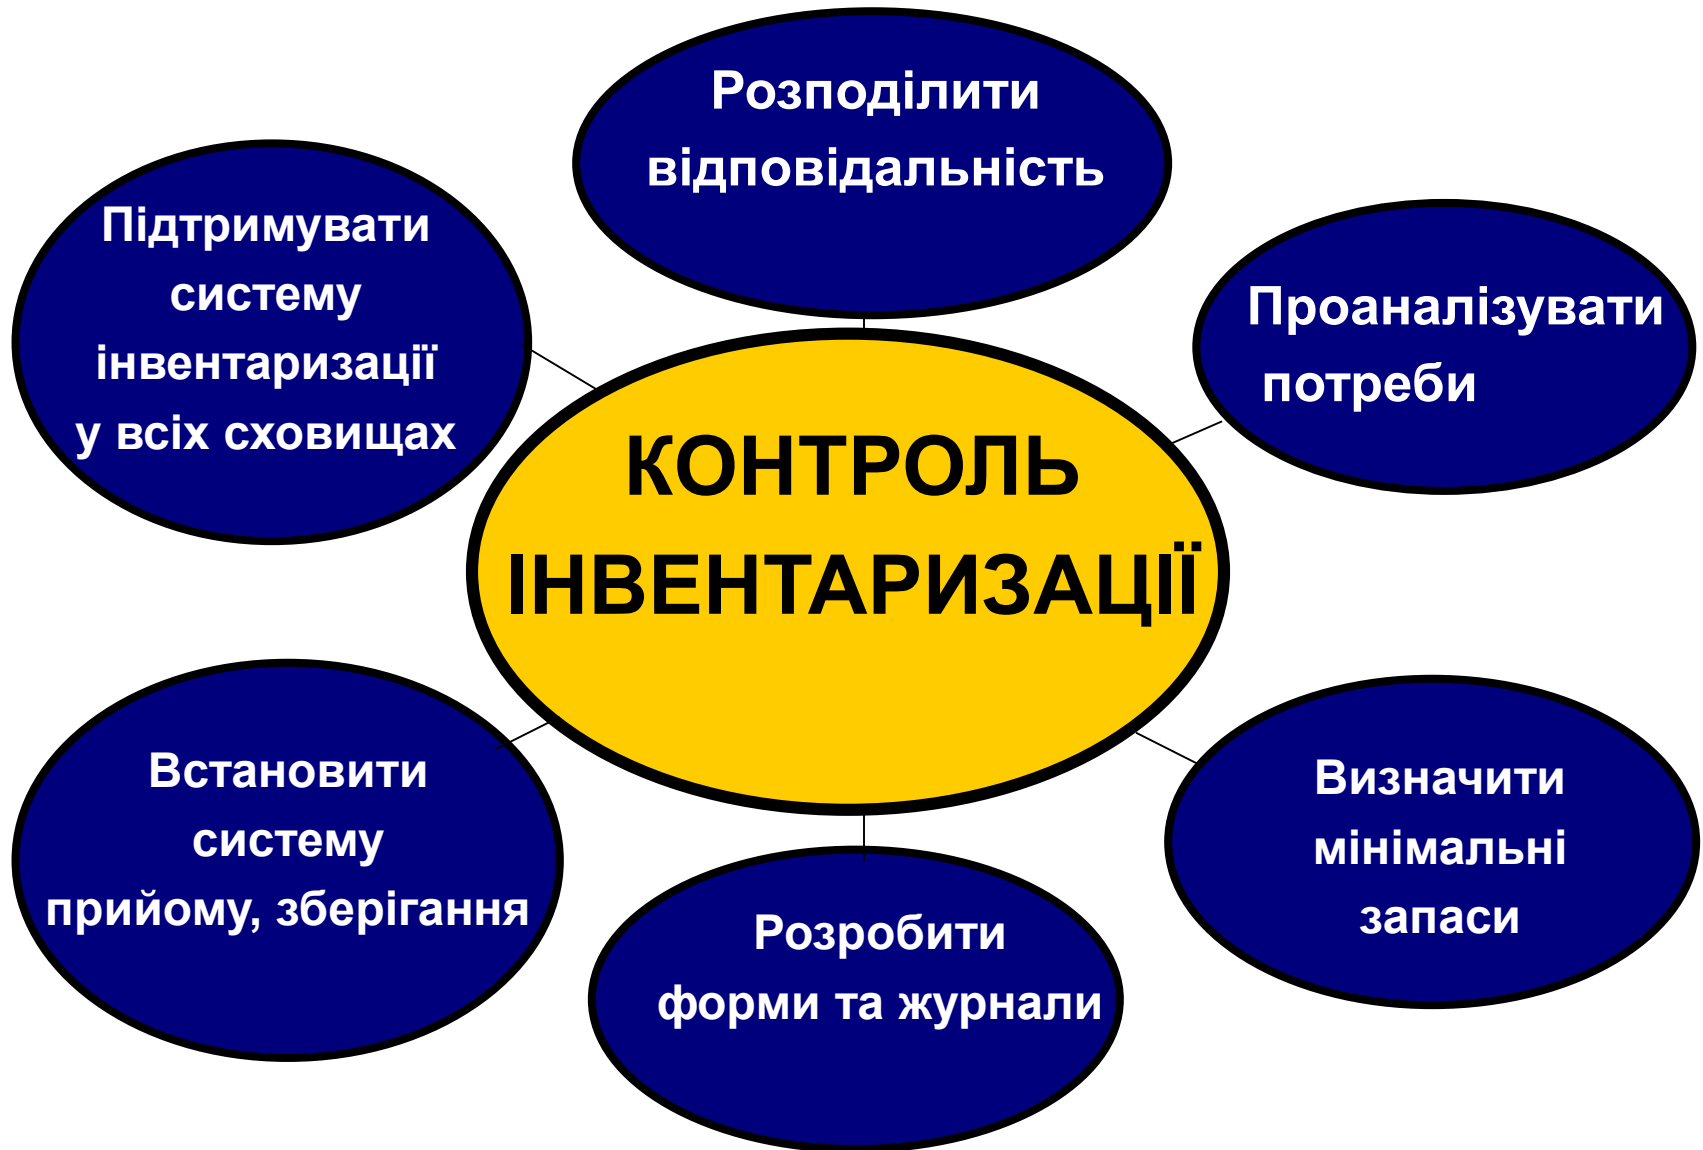 Розподілити
відповідальність
Підтримувати
систему
інвентаризації
у всіх сховищах
Проаналізувати
потреби
КОНТРОЛЬ
ІНВЕНТАРИЗАЦІЇ
Встановити
систему
прийому, зберігання
Розробити
форми та журнали
Визначити
мінімальні
запаси